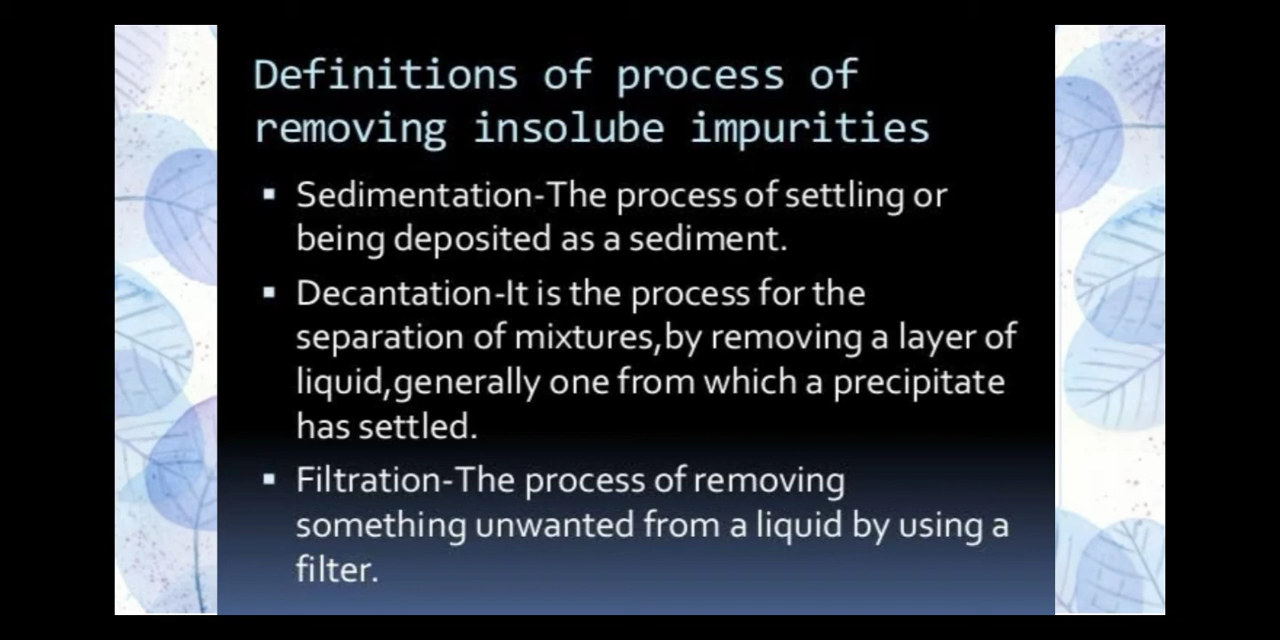 Definitions of process of
removing insolube impurities
▪ Sedimentation-The process of settling or
being deposited as a sediment.
▪ Decantation-It is the process for the
separation of mixtures,by removing a layer of
liquid,generally one from which a precipitate
has settled.
▪ Filtration-The process of removing
something unwanted from a liquid by using a
filter.